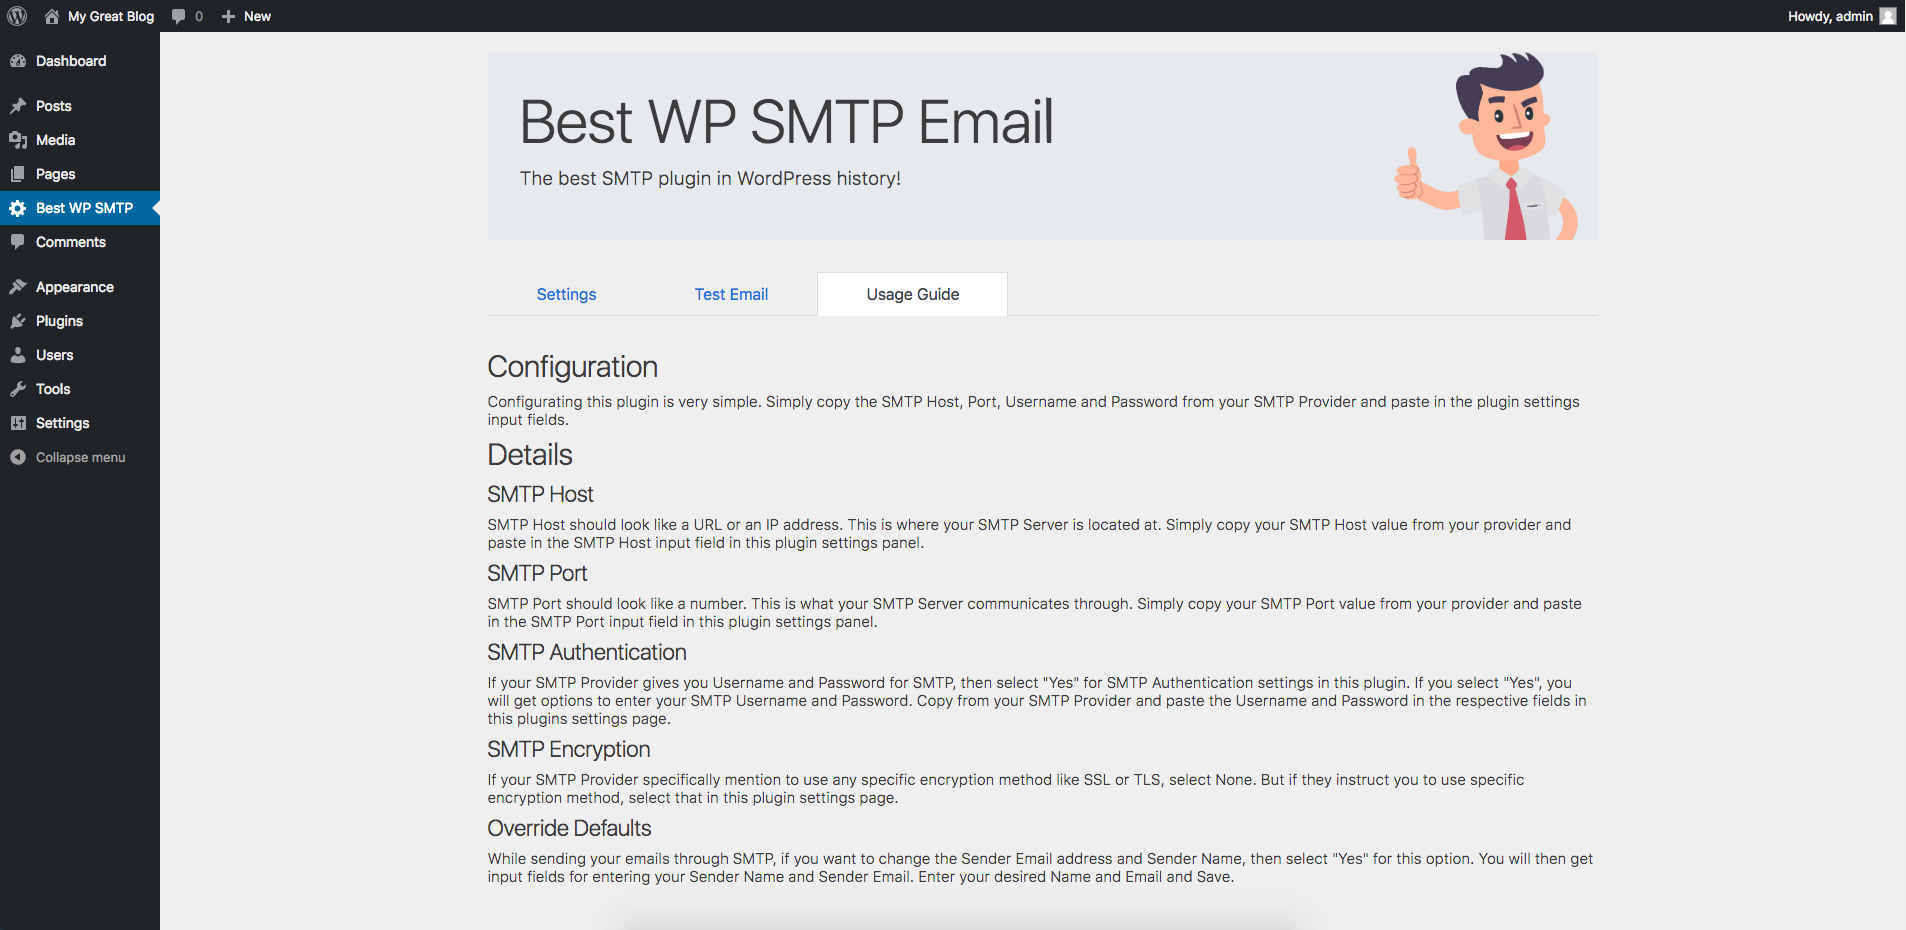 My Great Blog
0
New
Howdy, admin
Dashboard
Posts
Media
Pages
Best WP SMTP
Comments
Appearance
Plugins
Users
Tools
Settings
Collapse menu
Best WP SMTP Email
The best SMTP plugin in WordPress history!
Settings
Test Email
Usage Guide
Configuration
Configurating this plugin is very simple. Simply copy the SMTP Host, Port, Username and Password from your SMTP Provider and paste in the plugin settings
input fields.
Details
SMTP Host
SMTP Host should look like a URL or an IP address. This is where your SMTP Server is located at. Simply copy your SMTP Host value from your provider and
paste in the SMTP Host input field in this plugin settings panel.
SMTP Port
SMTP Port should look like a number. This is what your SMTP Server communicates through. Simply copy your SMTP Port value from your provider and paste
in the SMTP Port input field in this plugin settings panel.
SMTP Authentication
If your SMTP Provider gives you Username and Password for SMTP, then select "Yes" for SMTP Authentication settings in this plugin. If you select "Yes", you
will get options to enter your SMTP Username and Password. Copy from your SMTP Provider and paste the Username and Password in the respective fields in
this plugins settings page.
SMTP Encryption
If your SMTP Provider specifically mention to use any specific encryption method like SSL or TLS, select None. But if they instruct you to use specific
encryption method, select that in this plugin settings page.
Override Defaults
While sending your emails through SMTP, if you want to change the Sender Email address and Sender Name, then select "Yes" for this option. You will then get
input fields for entering your Sender Name and Sender Email. Enter your desired Name and Email and Save.